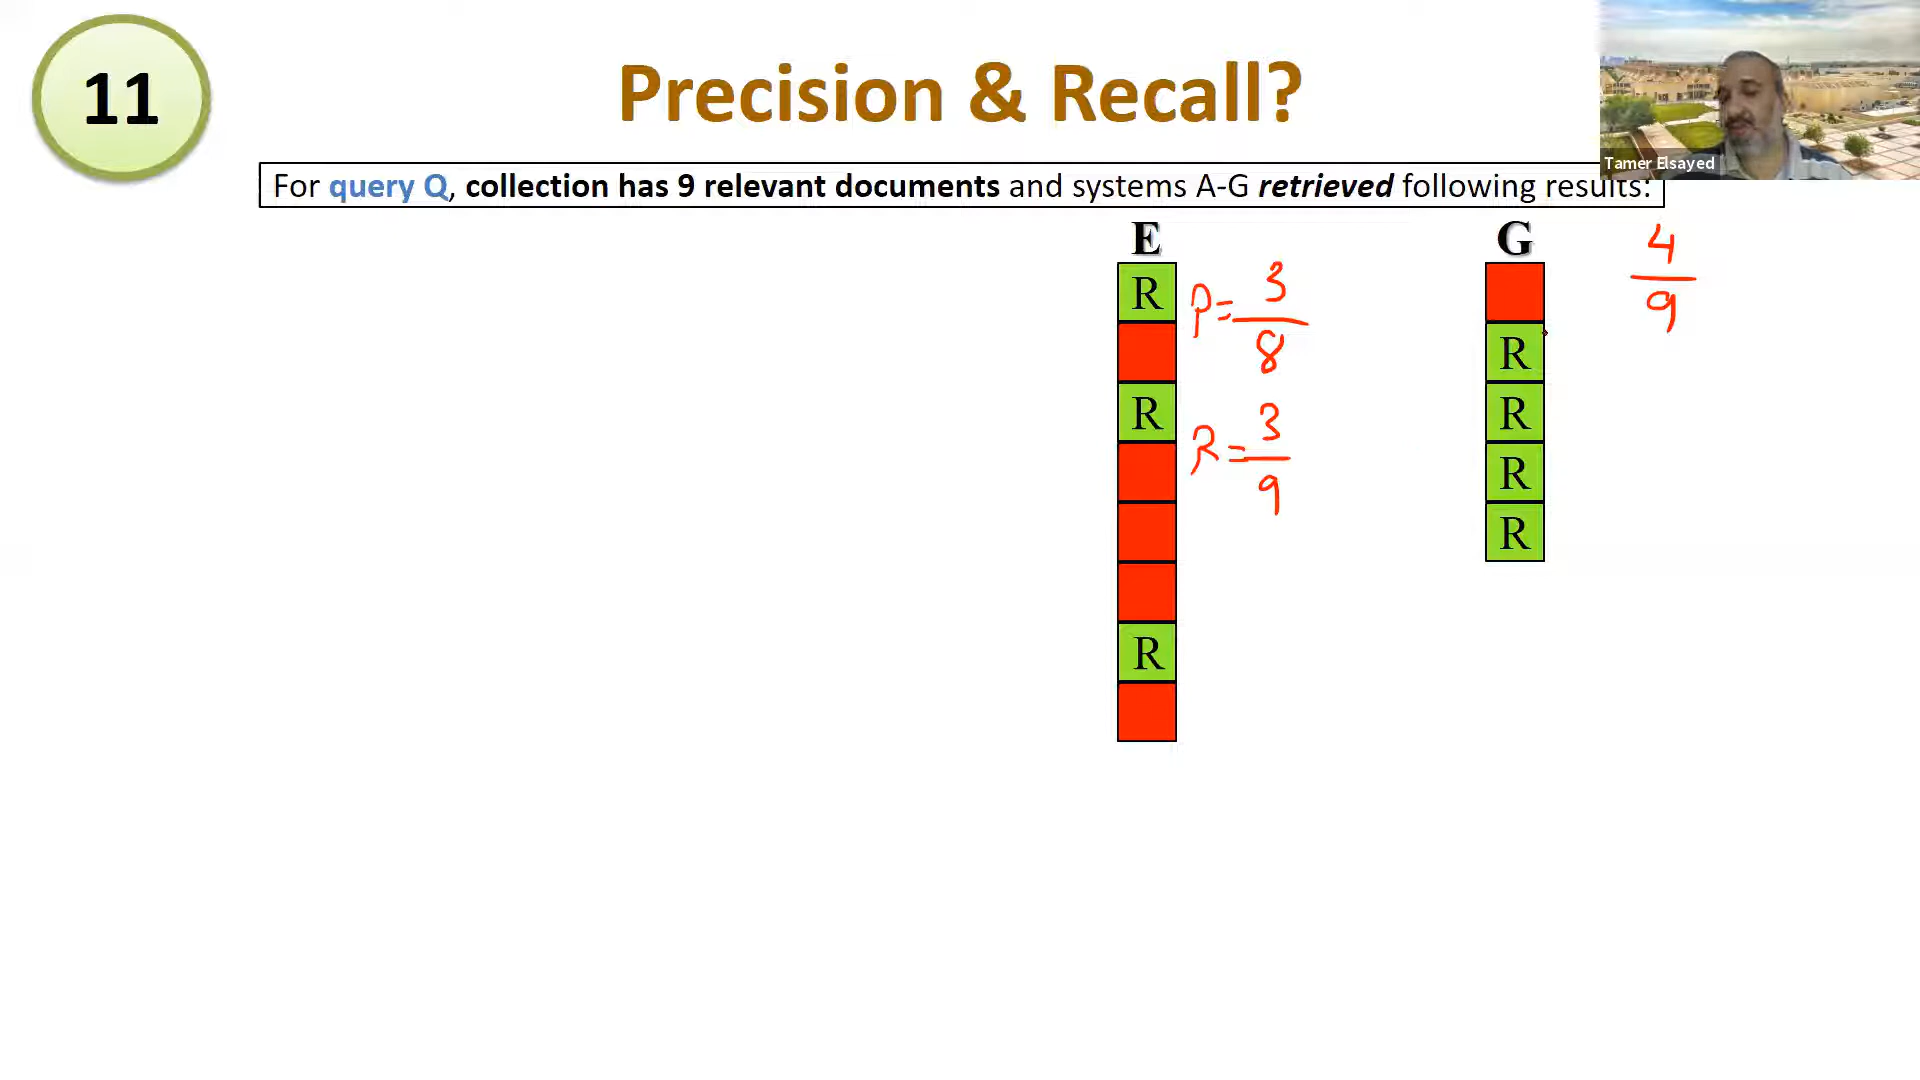 11
Precision & Recall?
Tamer Elsayed
For query Q, collection has 9 relevant documents and systems A-G retrieved following results:
E
G
R
R
R
P = 3/8
R = 3/9
R
R
R
R
4/9